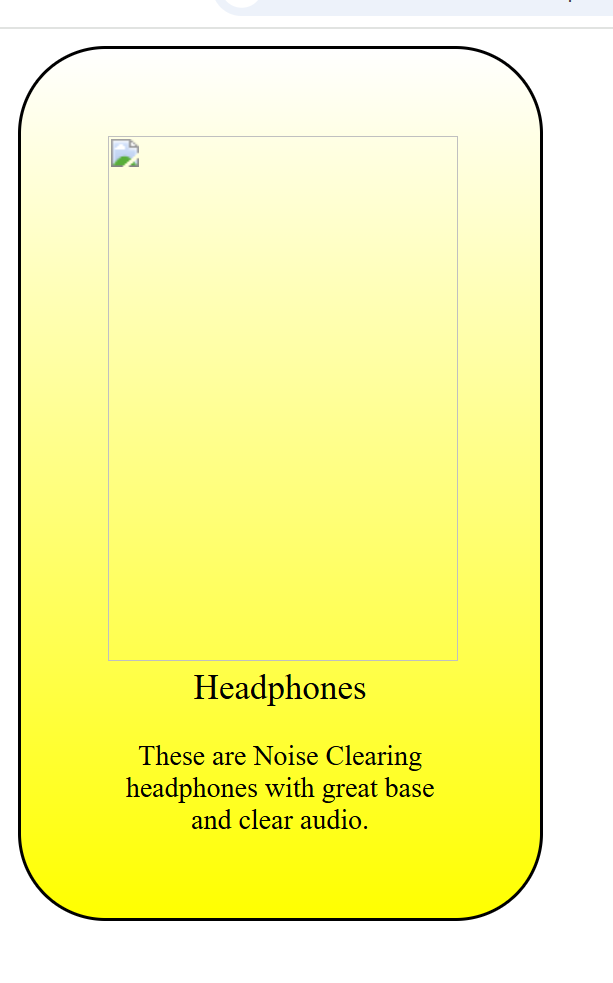 Headphones
These are Noise Clearing
headphones with great base
and clear audio.